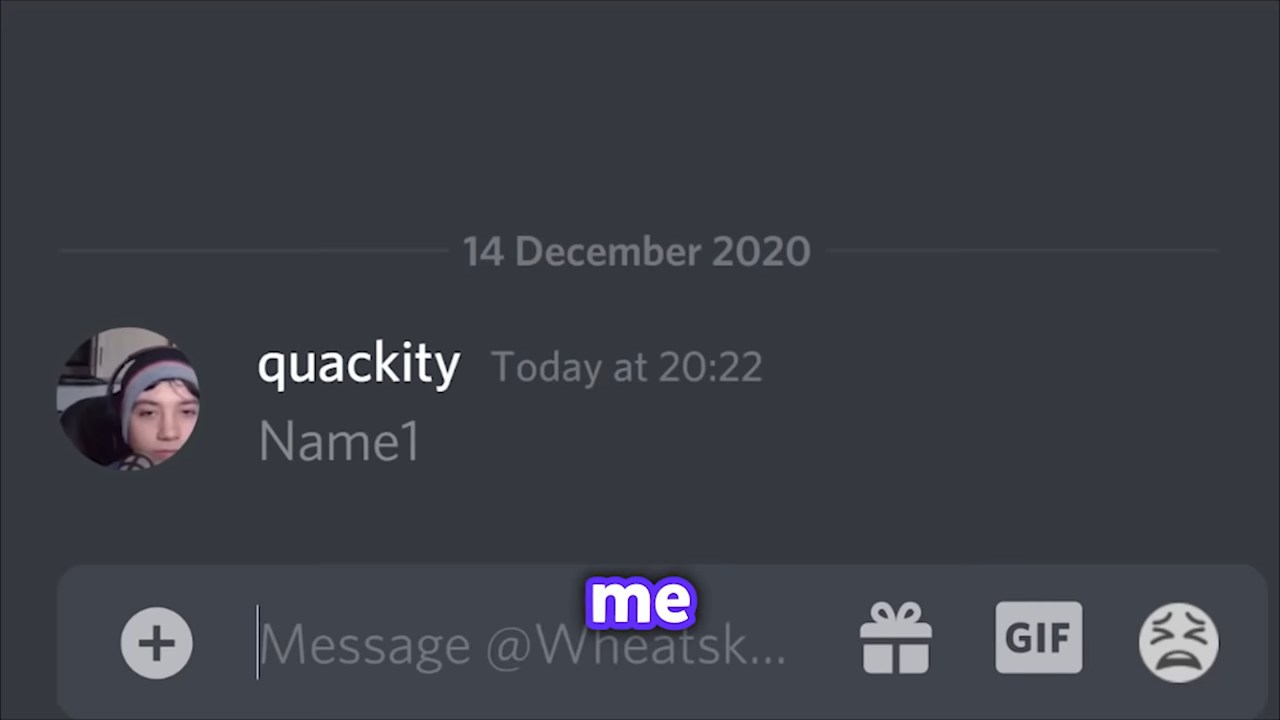 14 December 2020
quackity Today at 20:22
Name1
me
Message @Wheatsk...
GIF